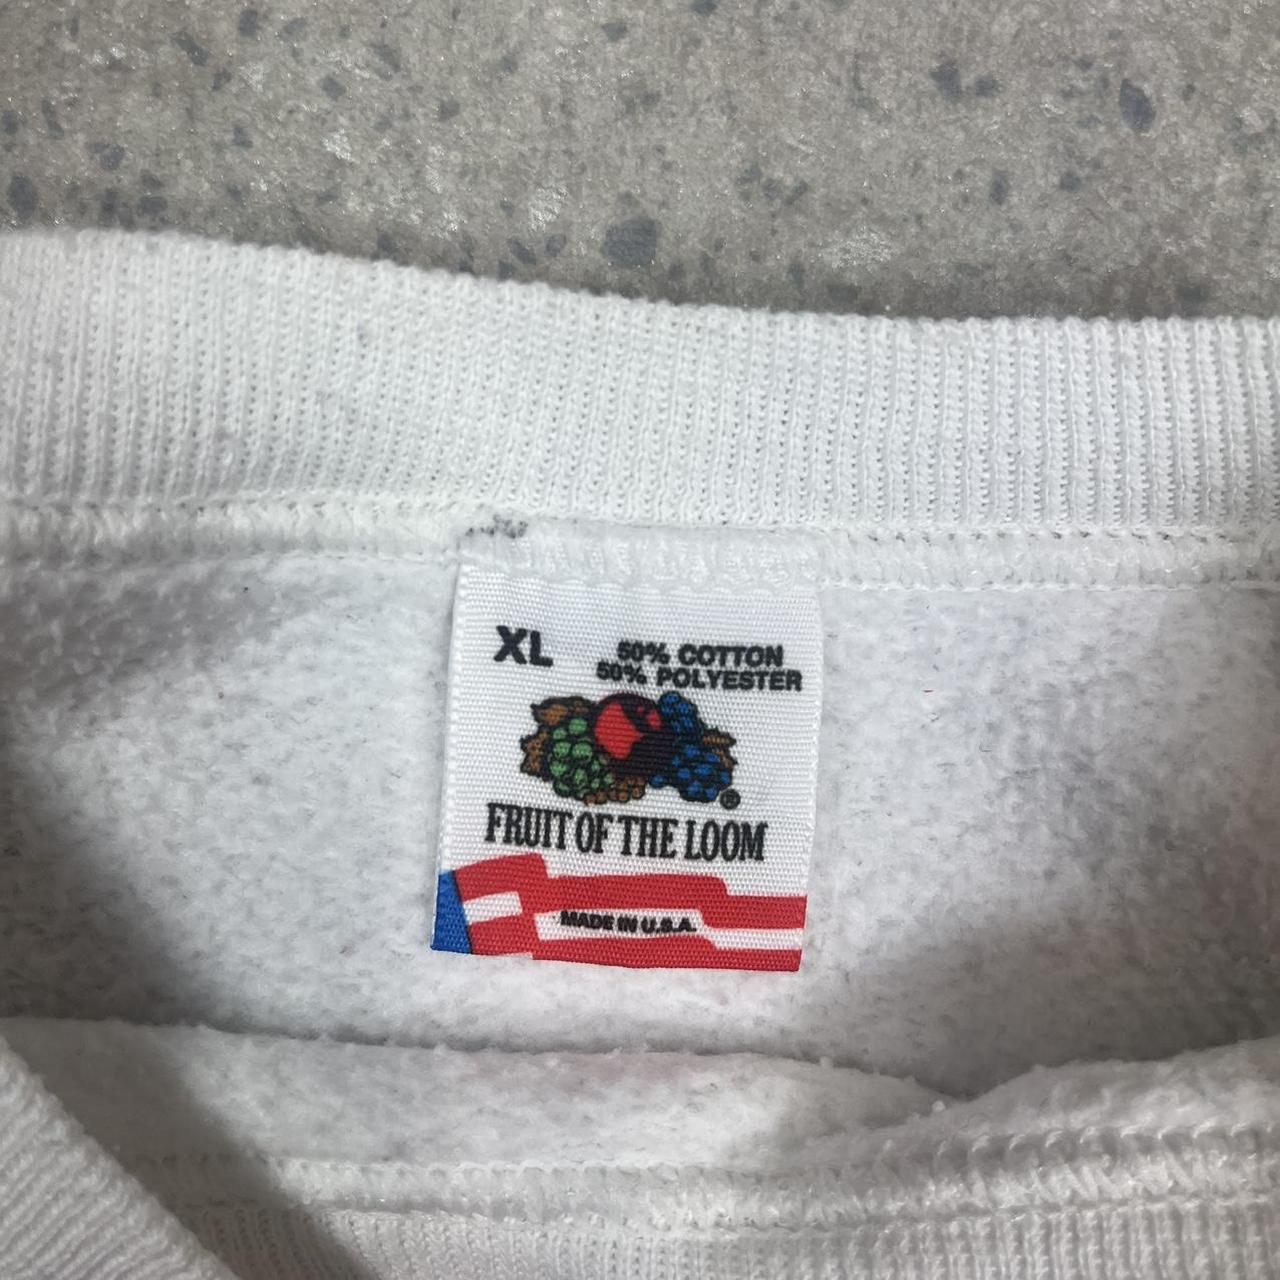 XL
50% COTTON
50% POLYESTER
®
FRUIT OF THE LOOM
MADE IN U.S.A.